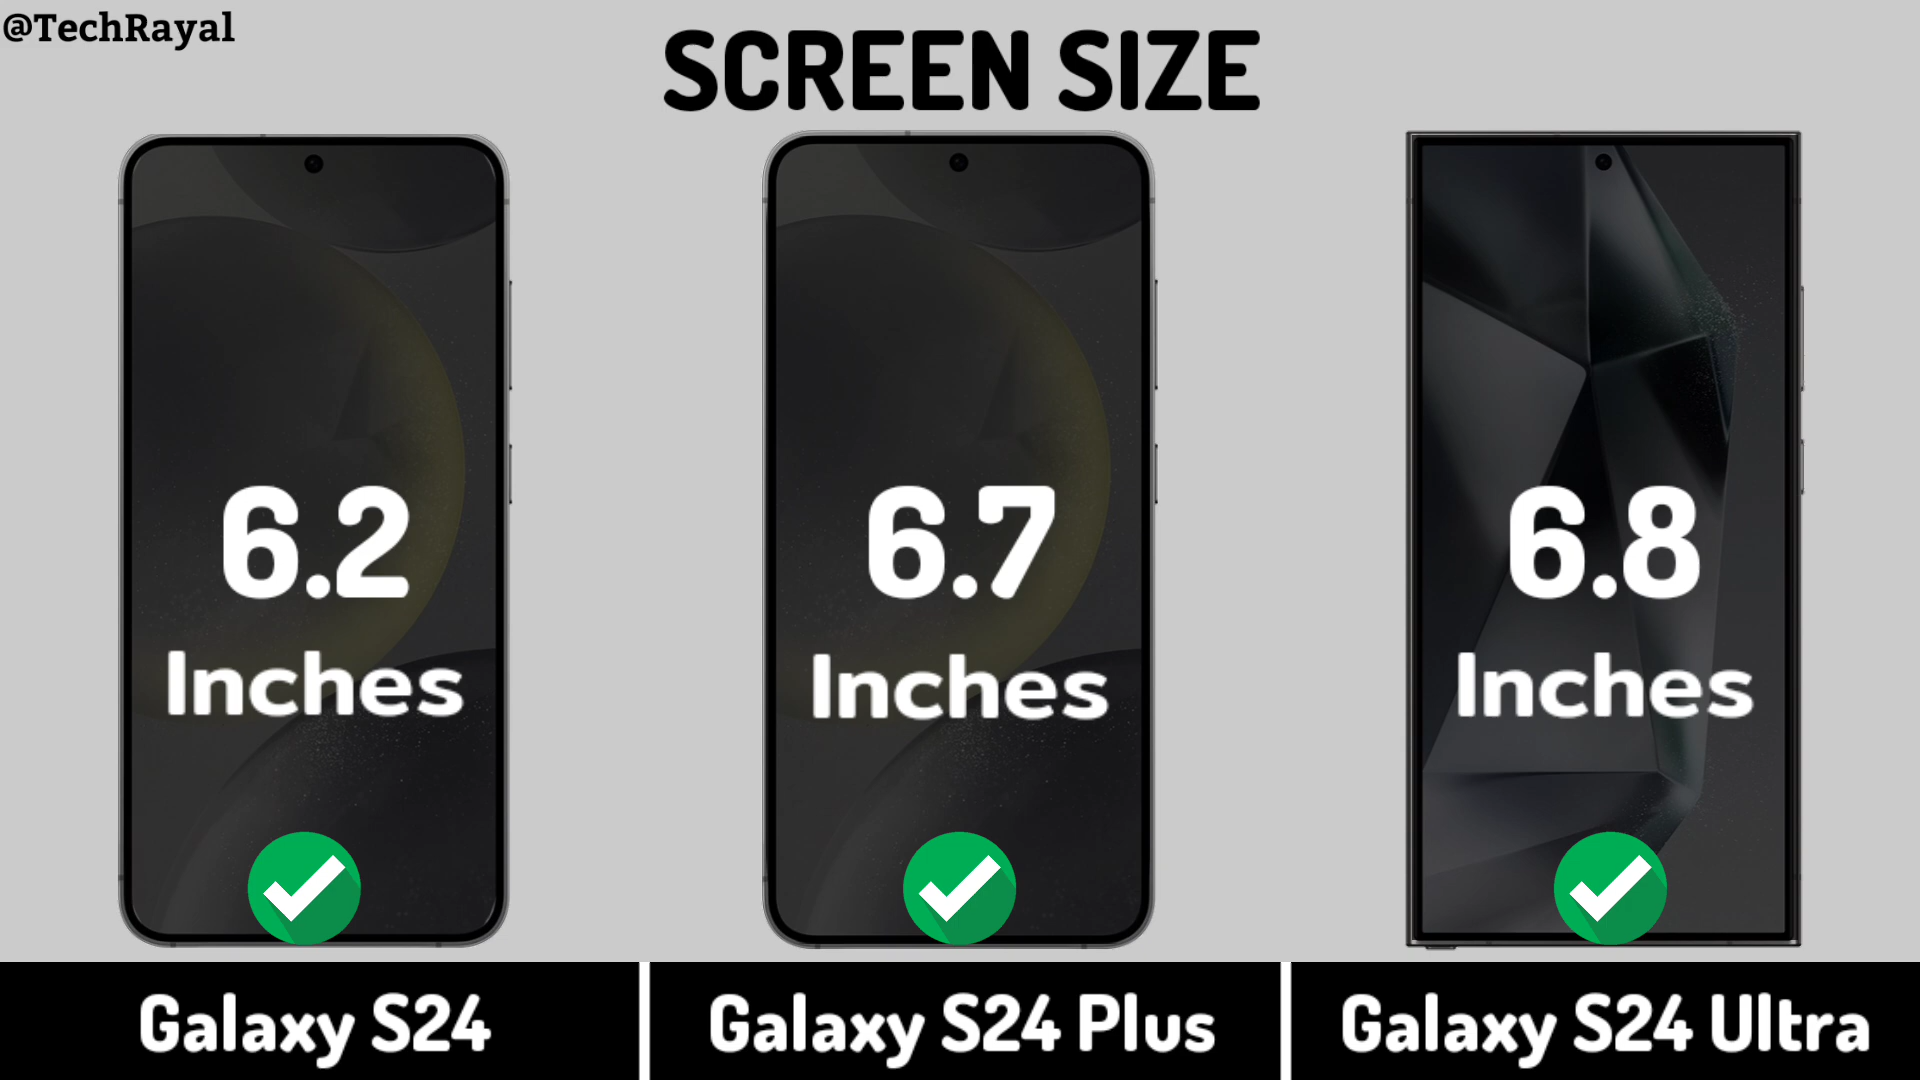 @TechRayal
SCREEN SIZE
6.2
Inches
6.7
Inches
6.8
Inches
Galaxy S24
Galaxy S24 Plus
Galaxy S24 Ultra